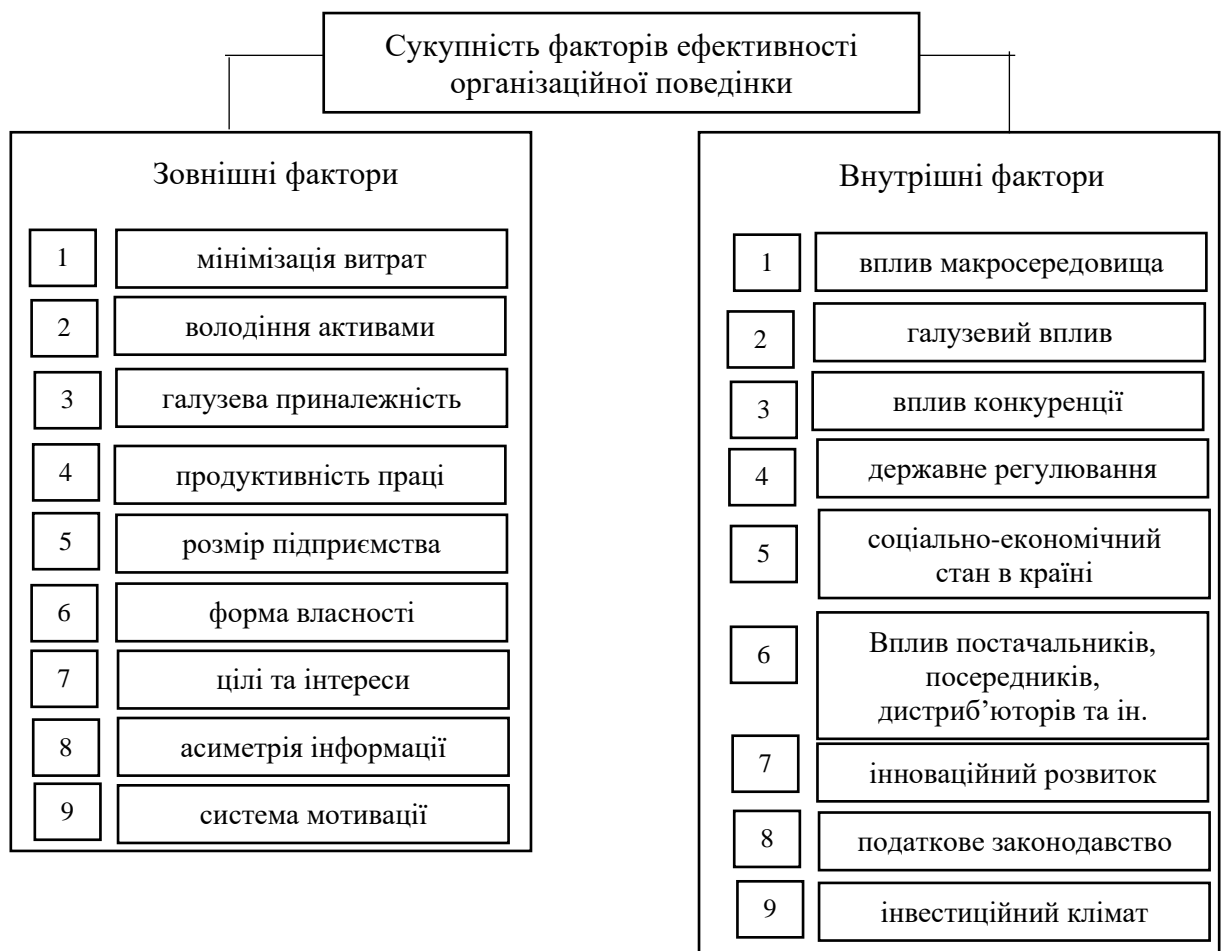 Сукупність факторів ефективності
організаційної поведінки
Зовнішні фактори
1 мінімізація витрат
2 володіння активами
3 галузева приналежність
4 продуктивність праці
5 розмір підприємства
6 форма власності
7 цілі та інтереси
8 асиметрія інформації
9 система мотивації
Внутрішні фактори
1 вплив макросередовища
2 галузевий вплив
3 вплив конкуренції
4 державне регулювання
5 соціально-економічний
стан в країні
6 Вплив постачальників,
посередників,
дистриб’юторів та ін.
7 інноваційний розвиток
8 податкове законодавство
9 інвестиційний клімат